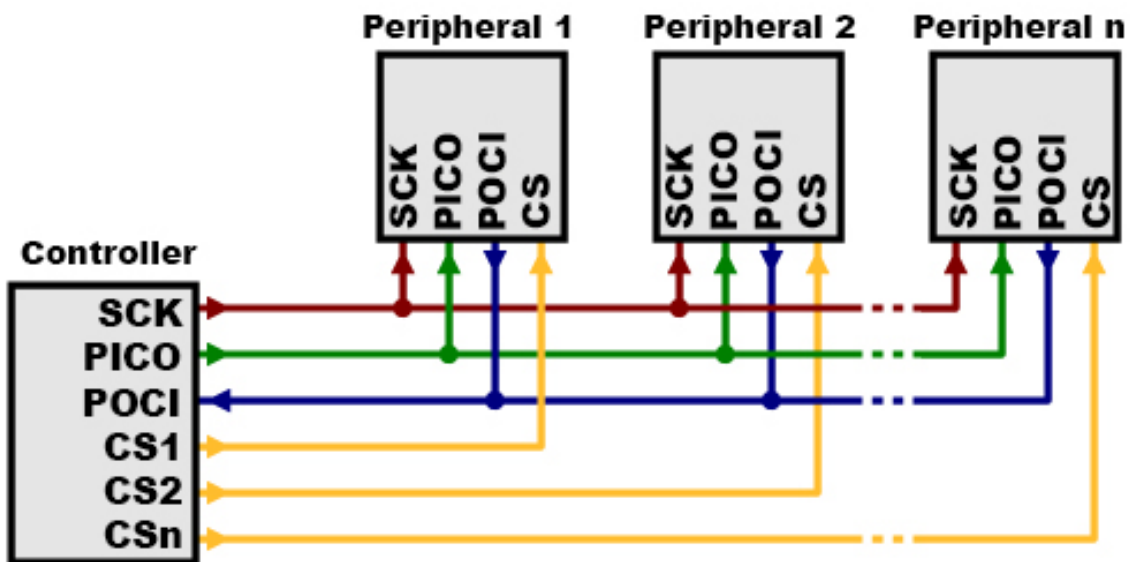 Peripheral 1
Peripheral 2
Peripheral n
SCK
PICO
POCI
CS
SCK
PICO
POCI
CS
SCK
PICO
POCI
CS
Controller
SCK
PICO
POCI
CS1
CS2
CSn